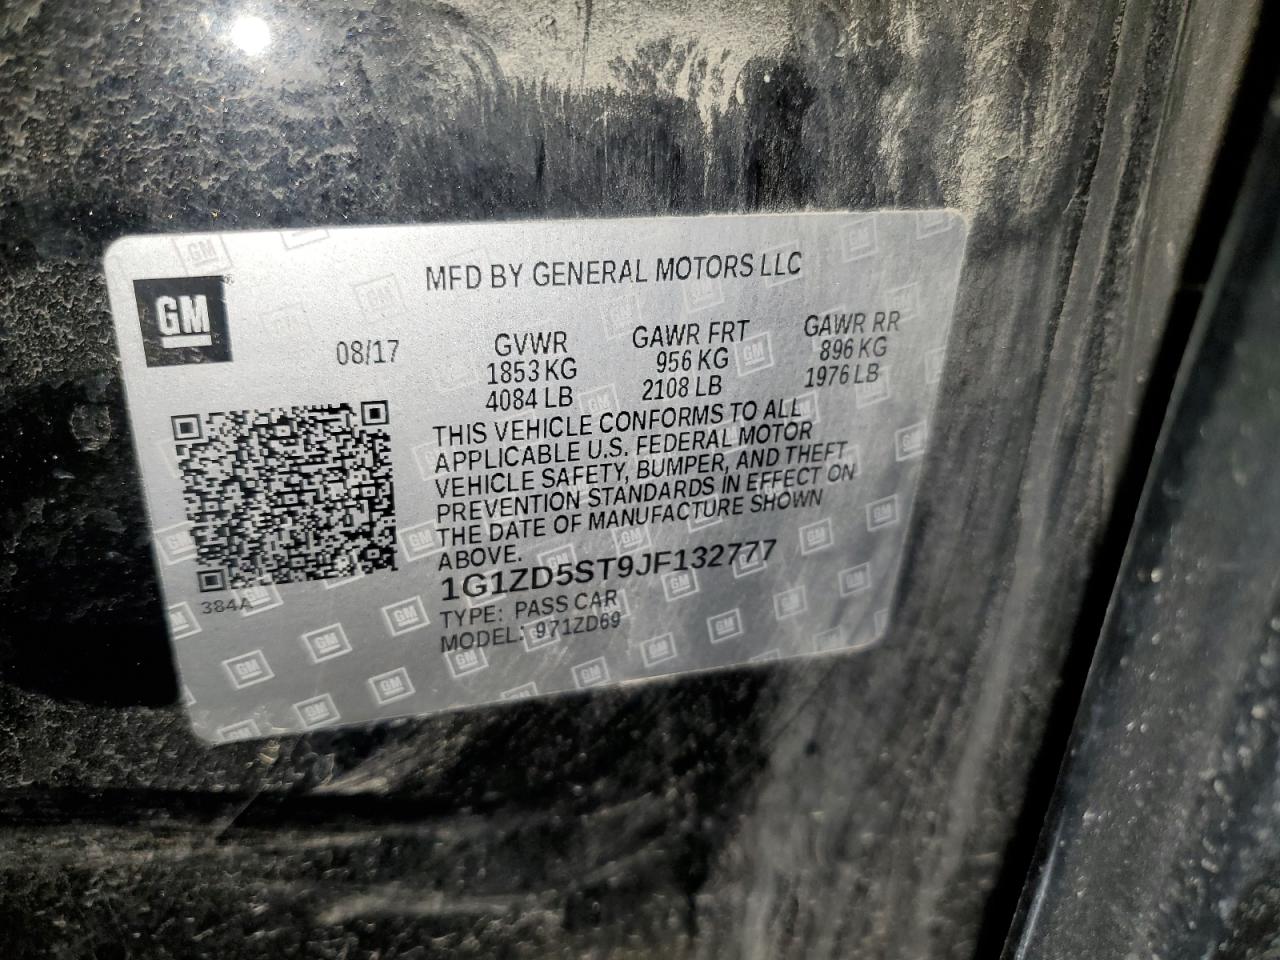 GM
MFD BY GENERAL MOTORS LLC
08/17
GVWR
1853 KG
4084 LB
GAWR FRT
956 KG
2108 LB
GAWR RR
896 KG
1976 LB
THIS VEHICLE CONFORMS TO ALL
APPLICABLE U.S. FEDERAL MOTOR
VEHICLE SAFETY, BUMPER, AND THEFT
PREVENTION STANDARDS IN EFFECT ON
THE DATE OF MANUFACTURE SHOWN
ABOVE.
1G1ZD5ST9JF132777
TYPE: PASS CAR
MODEL: 971ZD69
384A